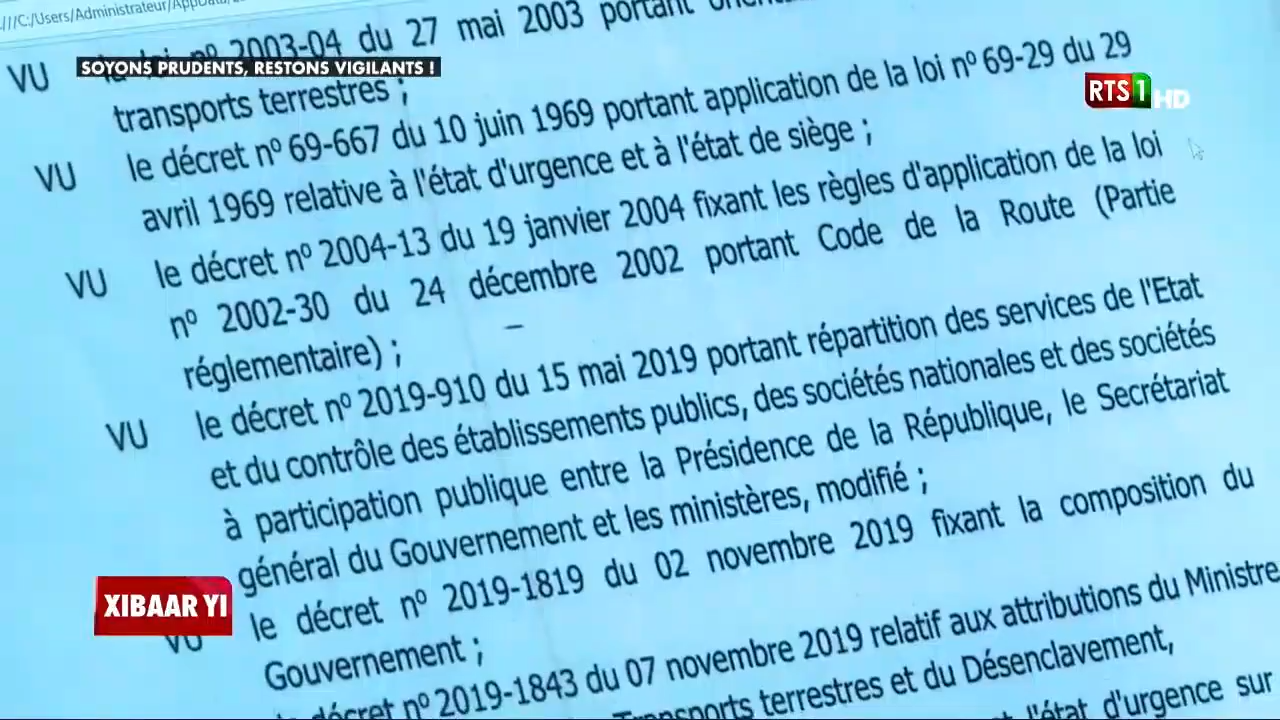 :///C:/Users/Administrateur/AppData/
VU la loi nº 2003-04 du 27 mai 2003 portant
SOYONS PRUDENTS, RESTONS VIGILANTS !
transports terrestres ;
RTS 1 HD
VU le décret nº 69-667 du 10 juin 1969 portant application de la loi nº 69-29 du 29
avril 1969 relative à l'état d'urgence et à l'état de siège ;
VU le décret nº 2004-13 du 19 janvier 2004 fixant les règles d'application de la loi
nº 2002-30 du 24 décembre 2002 portant Code de la Route (Partie
réglementaire) ;
VU le décret nº 2019-910 du 15 mai 2019 portant répartition des services de l'Etat
et du contrôle des établissements publics, des sociétés nationales et des sociétés
à participation publique entre la Présidence de la République, le Secrétariat
général du Gouvernement et les ministères, modifié ;
XIBAAR YI
VU le décret nº 2019-1819 du 02 novembre 2019 fixant la composition du
Gouvernement ;
décret nº 2019-1843 du 07 novembre 2019 relatif aux attributions du Ministre
Transports terrestres et du Désenclavement,
l'état d'urgence sur